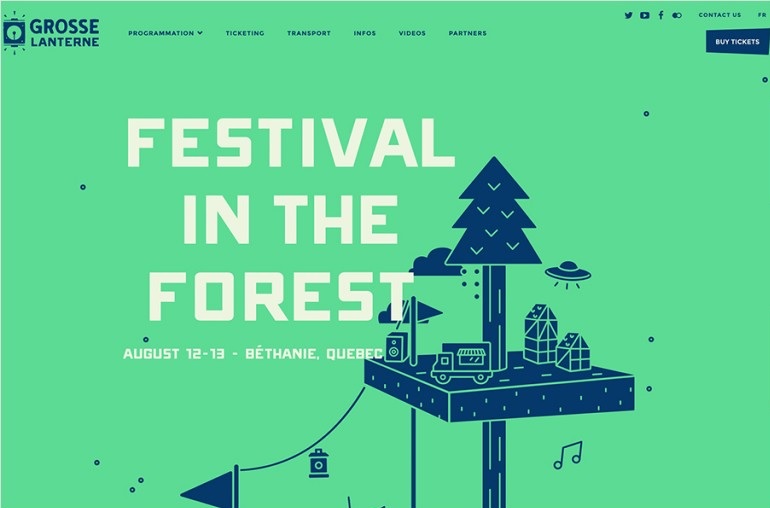 GROSSE
LANTERNE
PROGRAMMATION
TICKETING
TRANSPORT
INFOS
VIDEOS
PARTNERS
CONTACT US
FR
BUY TICKETS
FESTIVAL
IN THE
FOREST
AUGUST 12-13 - BÉTHANIE, QUEBEC